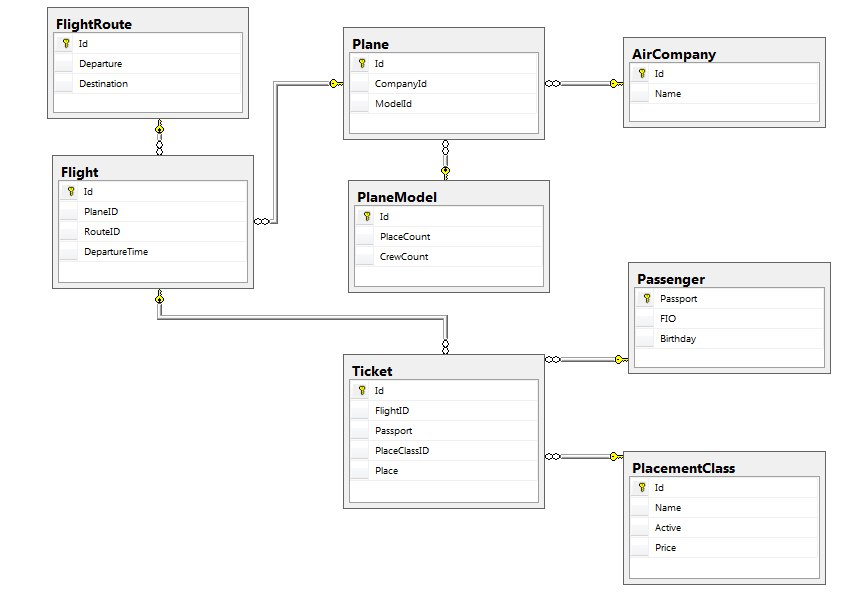 FlightRoute
Id
Departure
Destination
Plane
Id
CompanyId
ModelId
AirCompany
Id
Name
Flight
Id
PlaneID
RouteID
DepartureTime
PlaneModel
Id
PlaceCount
CrewCount
Passenger
Passport
FIO
Birthday
Ticket
Id
FlightID
Passport
PlaceClassID
Place
PlacementClass
Id
Name
Active
Price